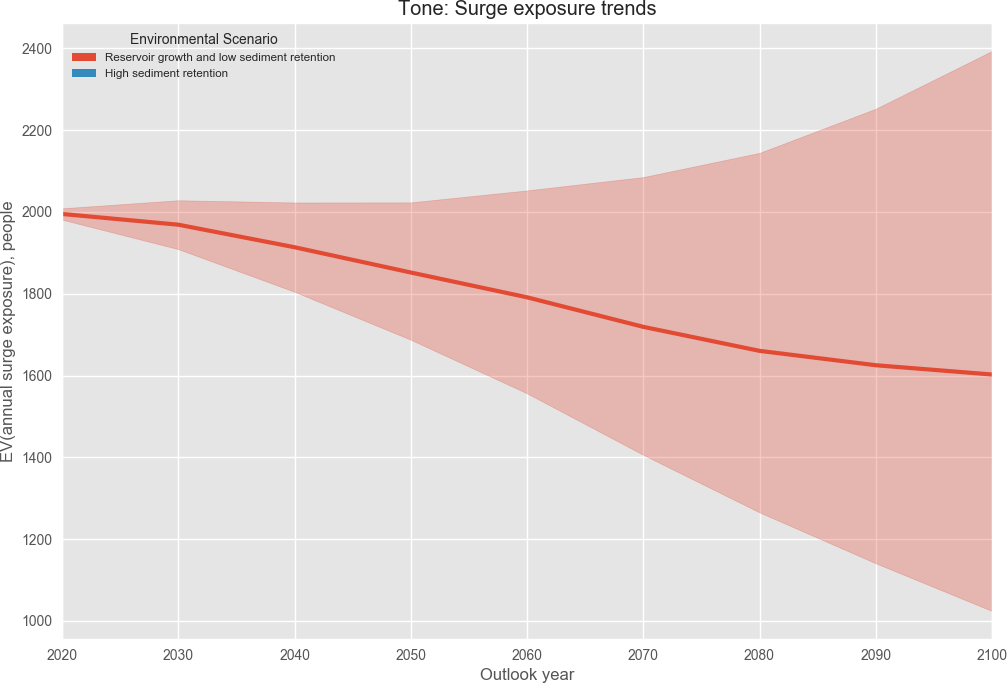 Tone: Surge exposure trends
Environmental Scenario
Reservoir growth and low sediment retention
High sediment retention
EV(annual surge exposure), people
2400
2200
2000
1800
1600
1400
1200
1000
2020 2030 2040 2050 2060 2070 2080 2090 2100
Outlook year